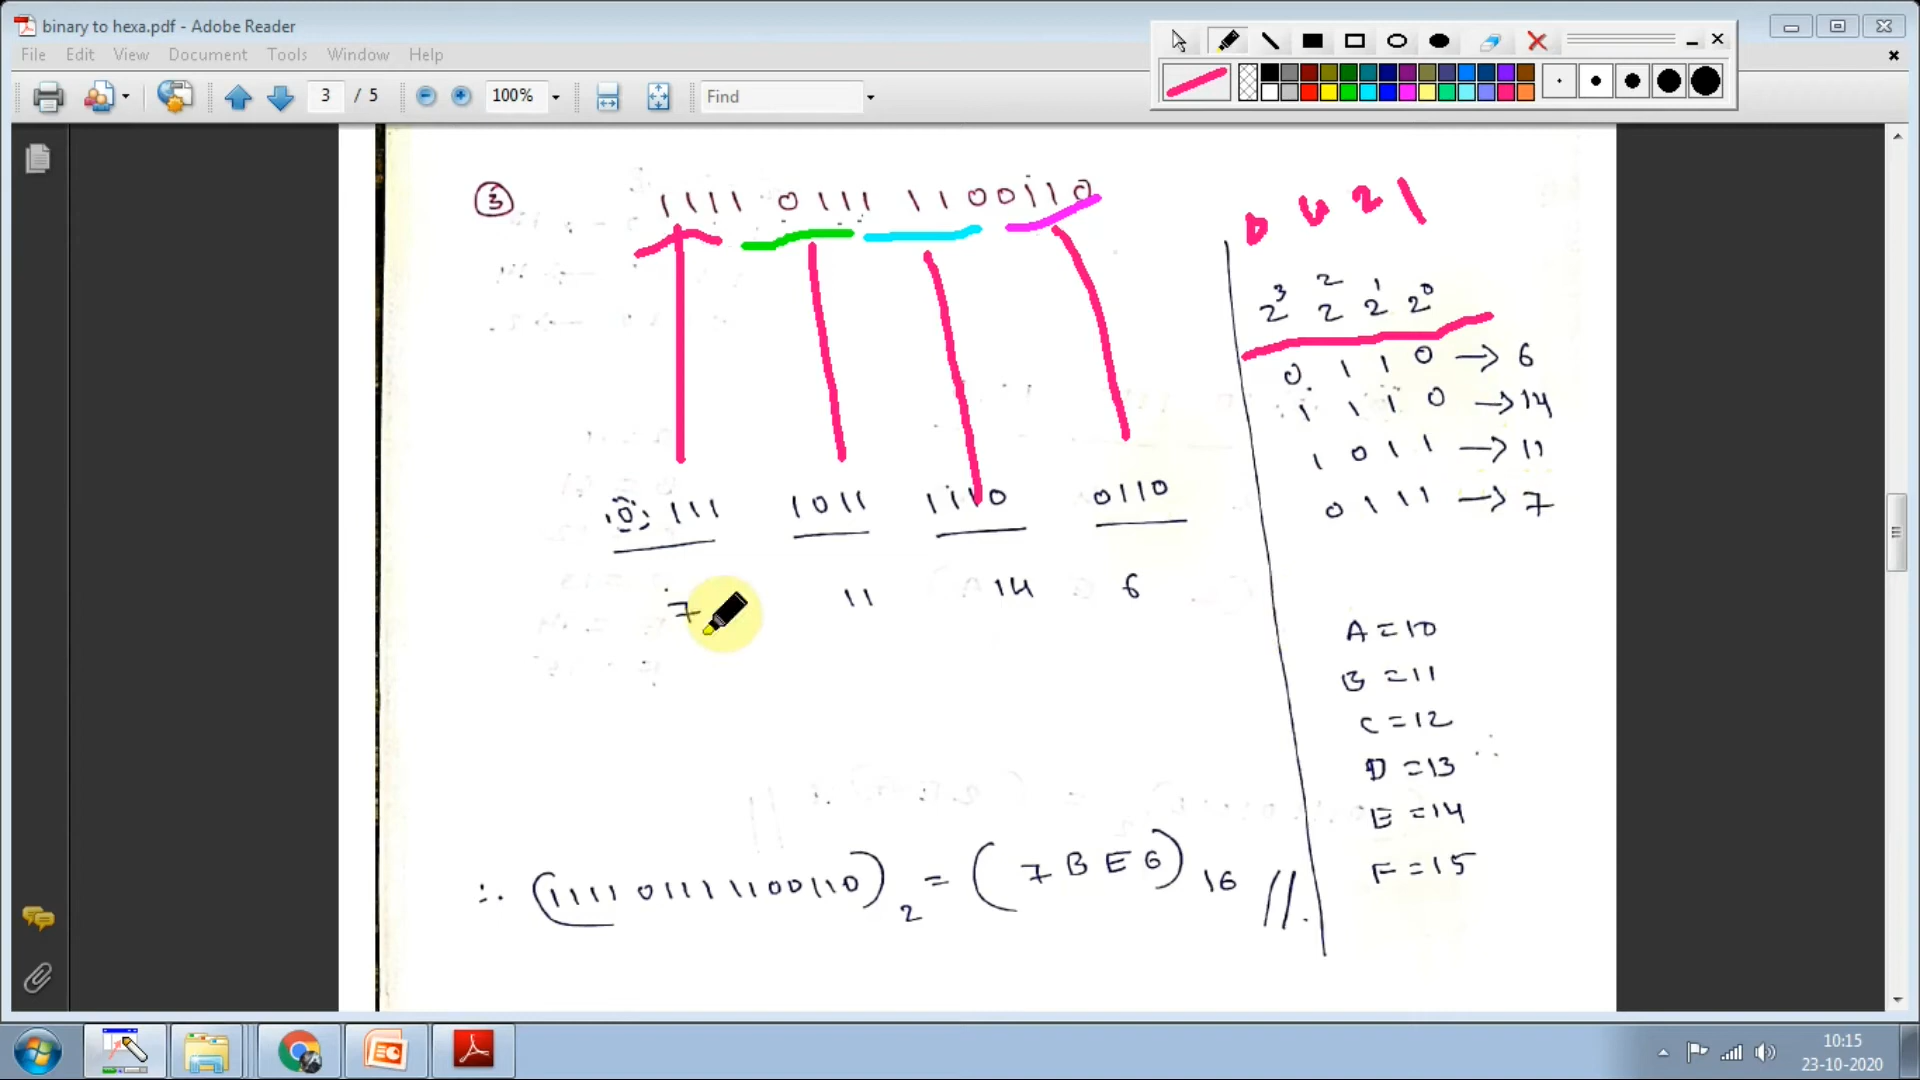 binary to hexa.pdf - Adobe Reader
File Edit View Document Tools Window Help
3 / 5 100% Find
3 1111 0111 1100110
8 4 2 1
2³ 2² 2¹ 2⁰
0 1 1 0 → 6
1 1 1 0 → 14
1 0 1 1 → 11
0 1 1 1 → 7
0111 1011 1110 0110
7 11 14 6
A = 10
B = 11
C = 12
D = 13
E = 14
F = 15
∴ (1111 0111 1100110)₂ = (7BE6)₁₆ //.
10:15
23-10-2020